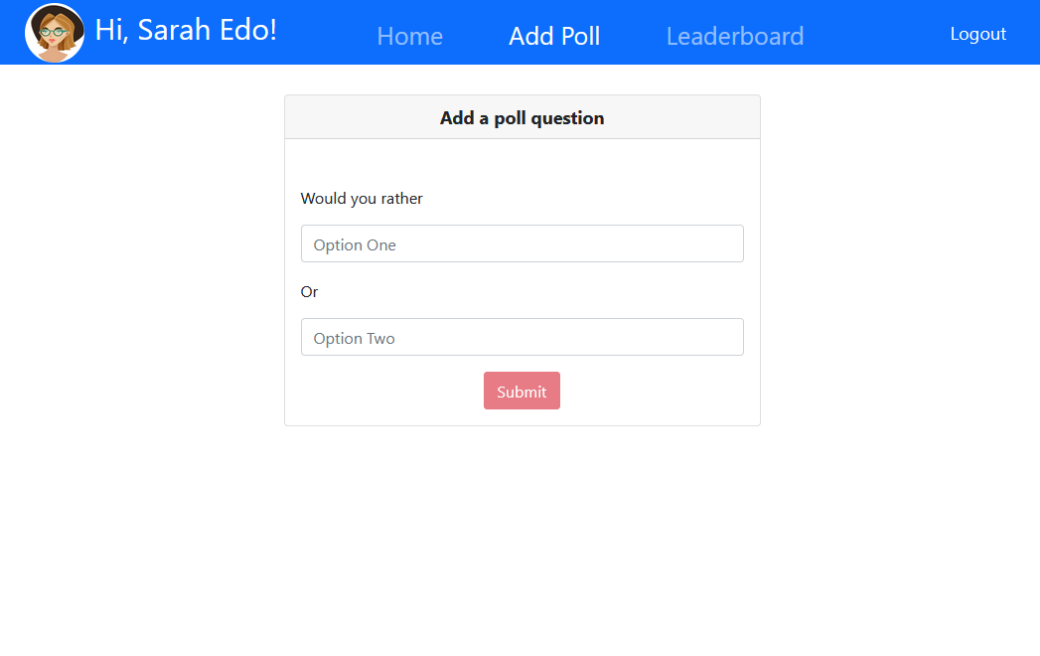 Hi, Sarah Edo!
Home
Add Poll
Leaderboard
Logout
Add a poll question
Would you rather
Option One
Or
Option Two
Submit